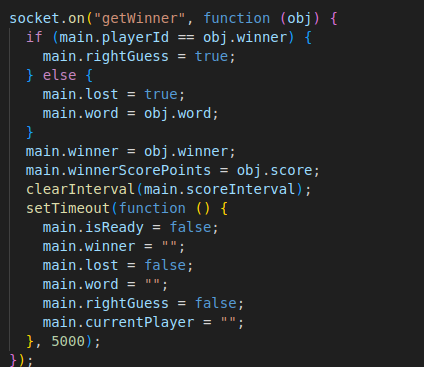 socket.on("getWinner", function (obj) {
  if (main.playerId == obj.winner) {
    main.rightGuess = true;
  } else {
    main.lost = true;
    main.word = obj.word;
  }
  main.winner = obj.winner;
  main.winnerScorePoints = obj.score;
  clearInterval(main.scoreInterval);
  setTimeout(function () {
    main.isReady = false;
    main.winner = "";
    main.lost = false;
    main.word = "";
    main.rightGuess = false;
    main.currentPlayer = "";
  }, 5000);
});